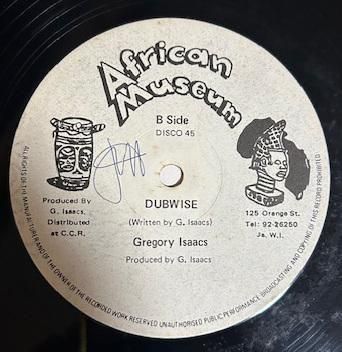 African
Museum
B Side
DISCO 45
DUBWISE
(Written by G. Isaacs)
Gregory Isaacs
Produced by G. Isaacs
Produced By
G. Isaacs,
Distributed
at C.C.R.
125 Orange St.
Tel: 92-26250
Ja. W.I.
ALL RIGHTS OF THE MANUFACTURER AND OF THE OWNER OF THE RECORDED WORK RESERVED UNAUTHORISED PUBLIC PERFORMANCE BROADCASTING AND COPYING OF THIS RECORD PROHIBITED